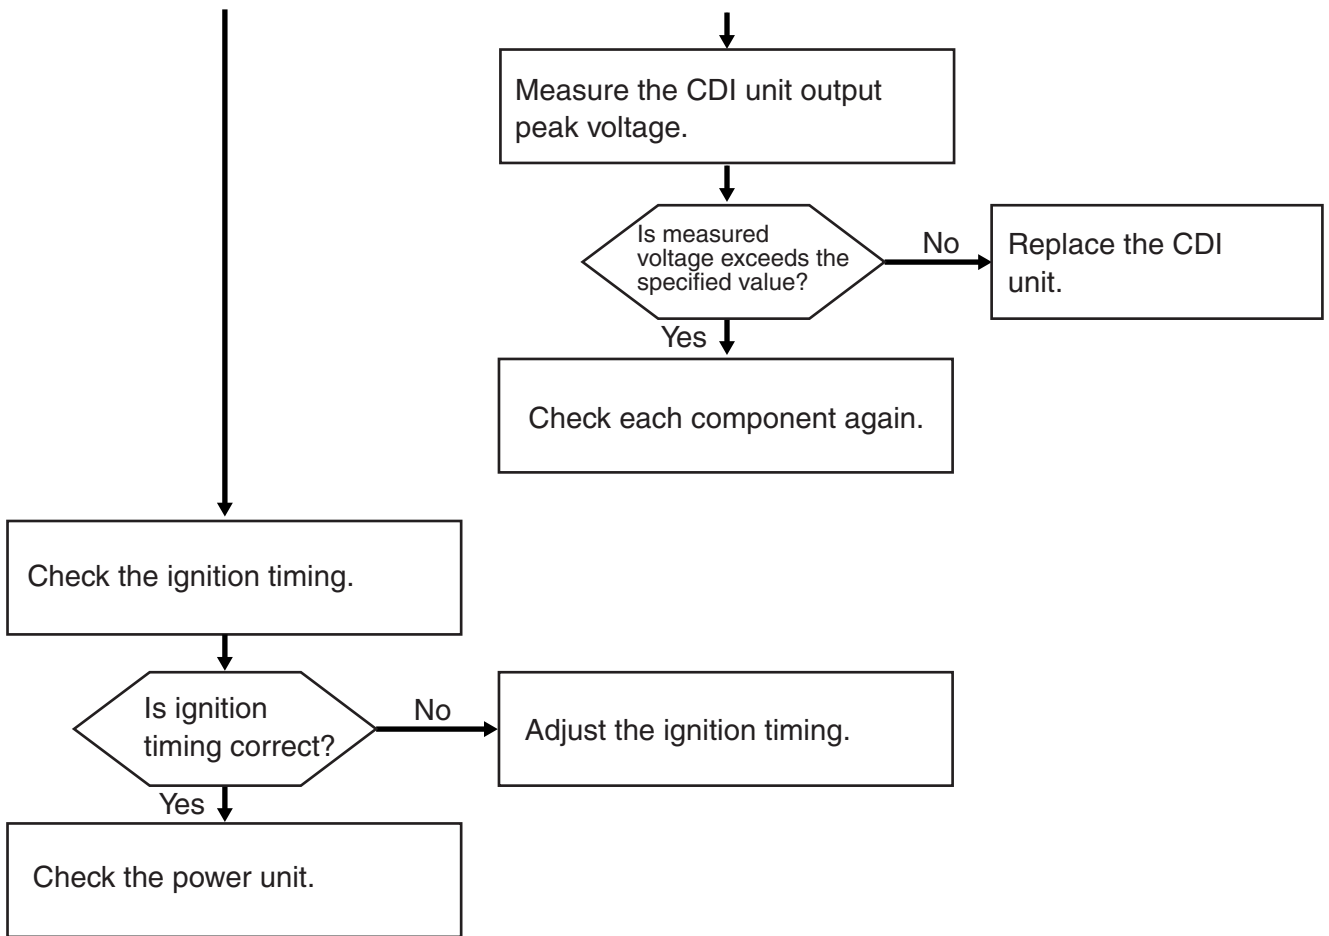 Measure the CDI unit output
peak voltage.
Is measured
voltage exceeds the
specified value?
No
Replace the CDI
unit.
Yes
Check each component again.
Check the ignition timing.
Is ignition
timing correct?
No
Adjust the ignition timing.
Yes
Check the power unit.